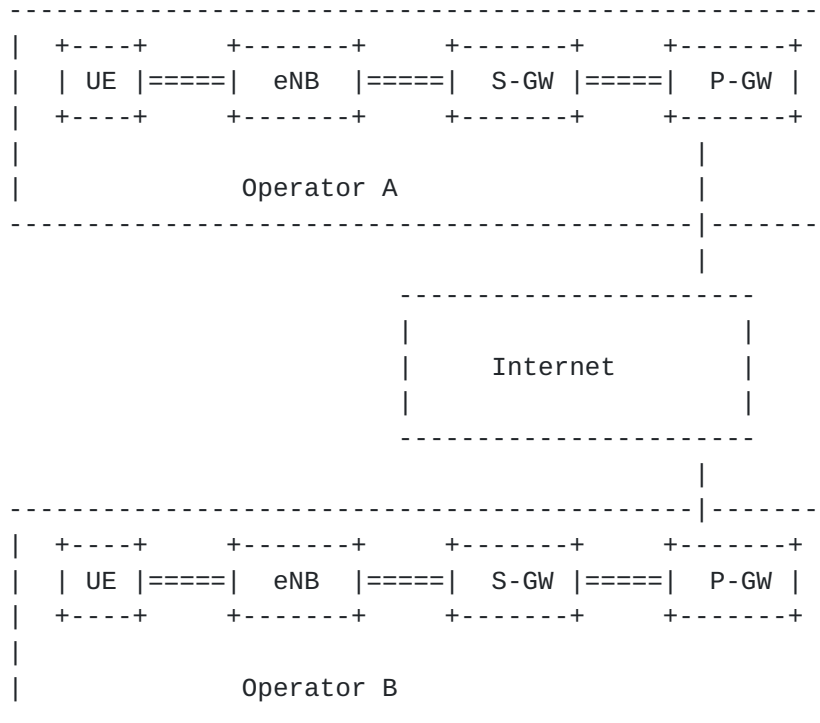 UE eNB S-GW P-GW
Operator A
Internet
UE eNB S-GW P-GW
Operator B